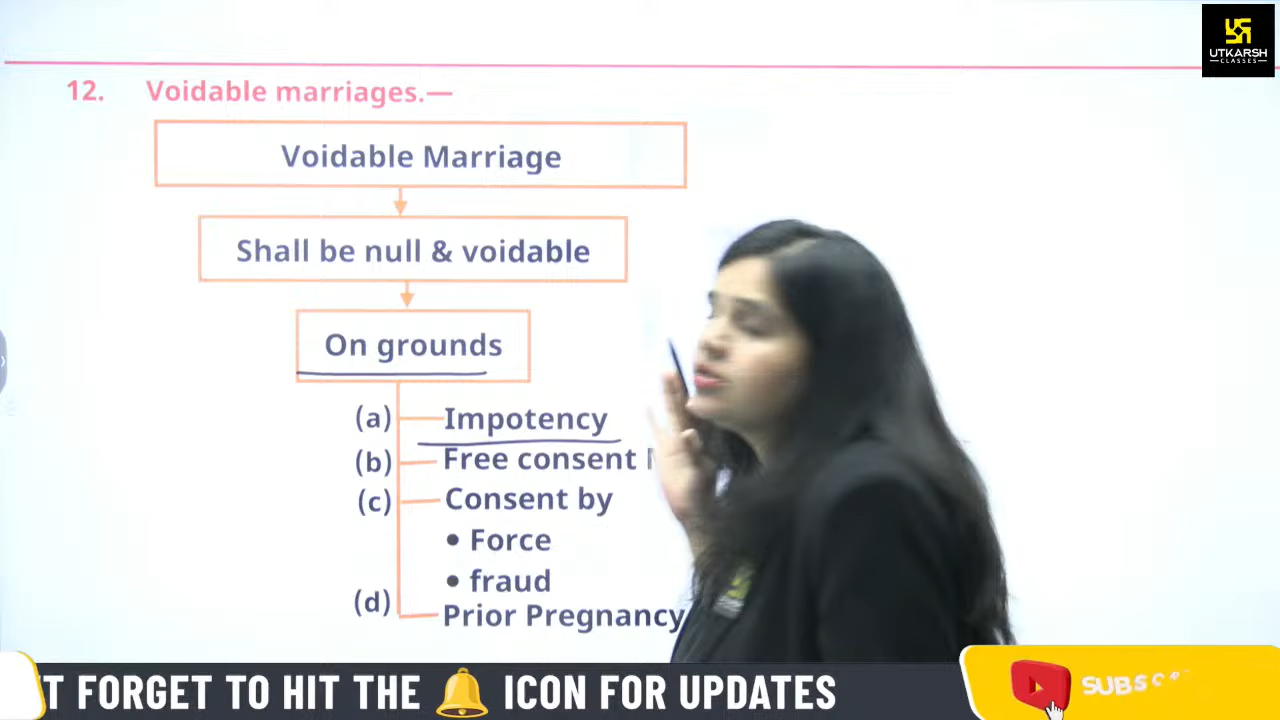 UTKARSH
CLASSES
12. Voidable marriages.—
Voidable Marriage
Shall be null & voidable
On grounds
(a) Impotency
(b) Free consent
(c) Consent by
• Force
• fraud
(d) Prior Pregnancy
FORGET TO HIT THE ICON FOR UPDATES